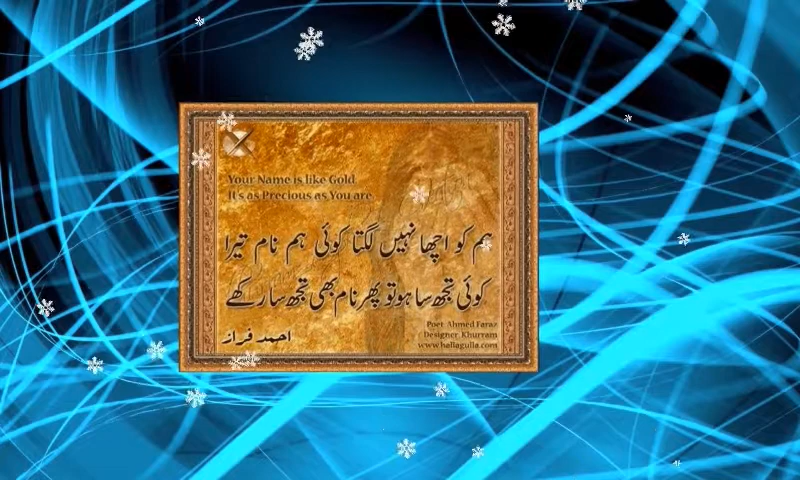 Your Name is like Gold
It's as Precious as You are
ہم کو اچھا نہیں لگتا کوئی ہم نام تیرا
کوئی تجھ سا ہو تو پھر نام بھی تجھ سا رکھے
احمد فراز
Poet Ahmed Faraz
Designer Khurram
www.hallagulla.com